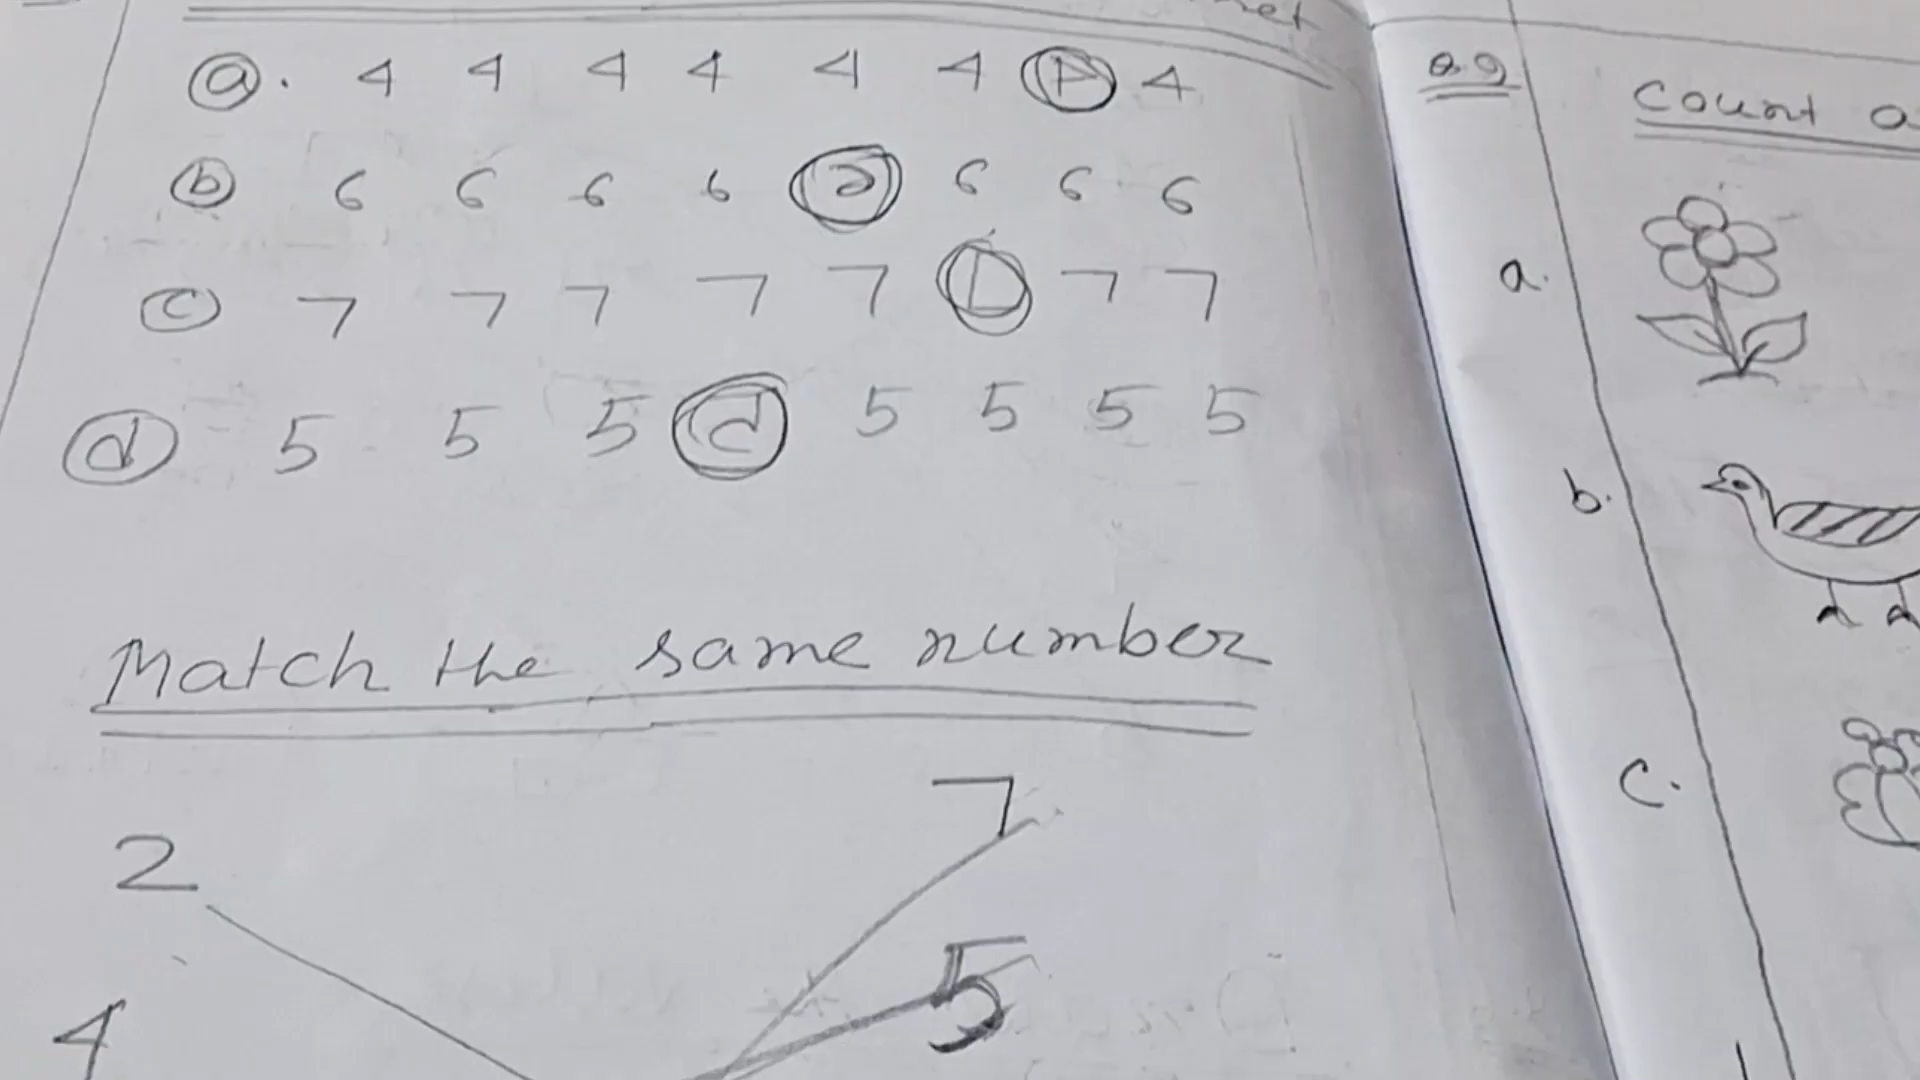 a. 4 4 4 4 4 4 4
b 6 6 6 6 6 6 6
c 7 7 7 7 7 7 7
d 5 5 5 d 5 5 5 5
Match the same number
2 7
5
4
Count
a.
b.
c.